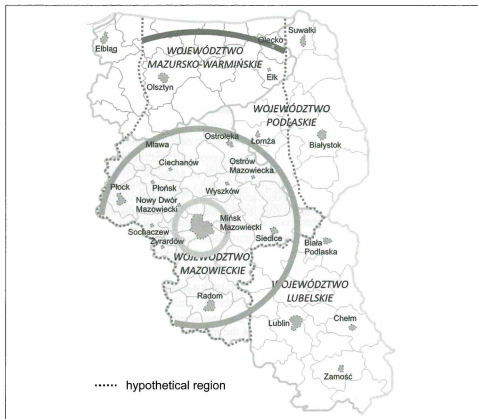 Suwałki
Elbląg
Olecko
WOJEWÓDZTWO
MAZURSKO-WARMIŃSKIE
Ełk
Olsztyn
WOJEWÓDZTWO
PODLASKIE
Ostrołęka
Łomża
Białystok
Mława
Ciechanów
Ostrów
Mazowiecka
Płock
Płońsk
Wyszków
Nowy Dwór
Mazowiecki
Mińsk
Mazowiecki
Sochaczew
Żyrardów
Siedlce
Biała
Podlaska
WOJEWÓDZTWO
MAZOWIECKIE
WOJEWÓDZTWO
LUBELSKIE
Radom
Lublin
Chełm
Zamość
hypothetical region